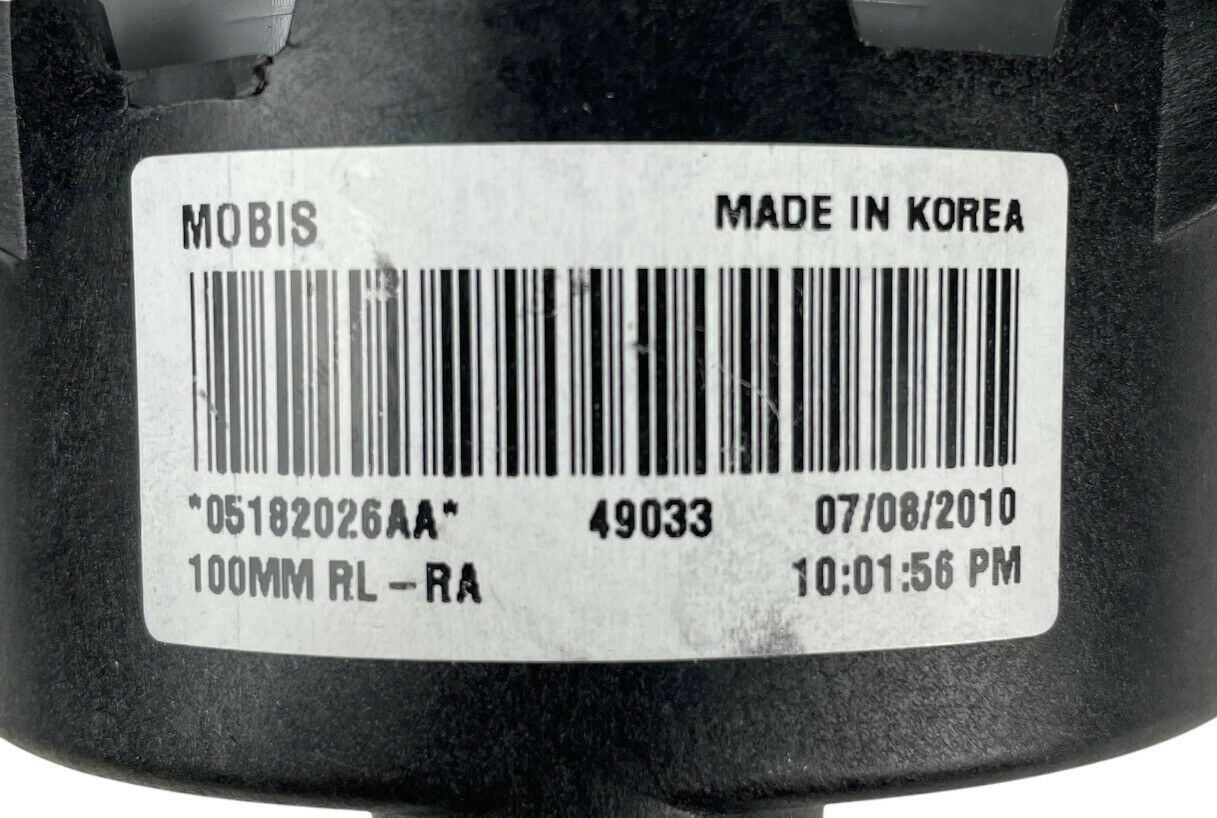 MOBIS MADE IN KOREA
*05182026AA* 49033 07/08/2010
100MM RL-RA 10:01:56 PM